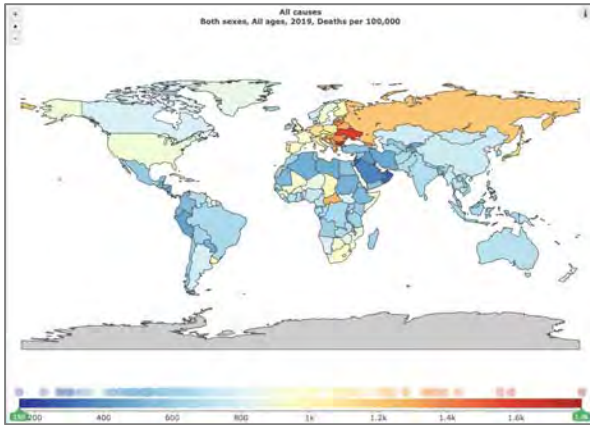 All causes
Both sexes, All ages, 2019, Deaths per 100,000
+
-
i
200 400 600 800 1k 1.2k 1.4k 1.6k